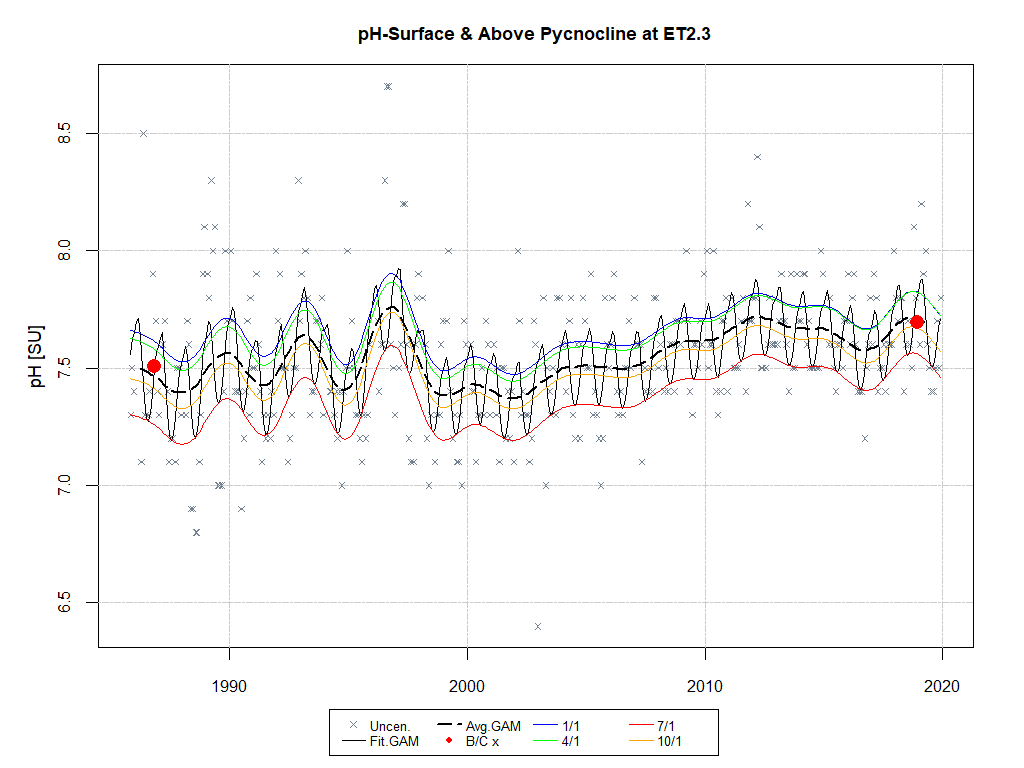 pH-Surface & Above Pycnocline at ET2.3
pH [SU]
8.5
8.0
7.5
7.0
6.5
1990 2000 2010 2020
Uncen. Avg.GAM 1/1 7/1
Fit.GAM B/C x 4/1 10/1